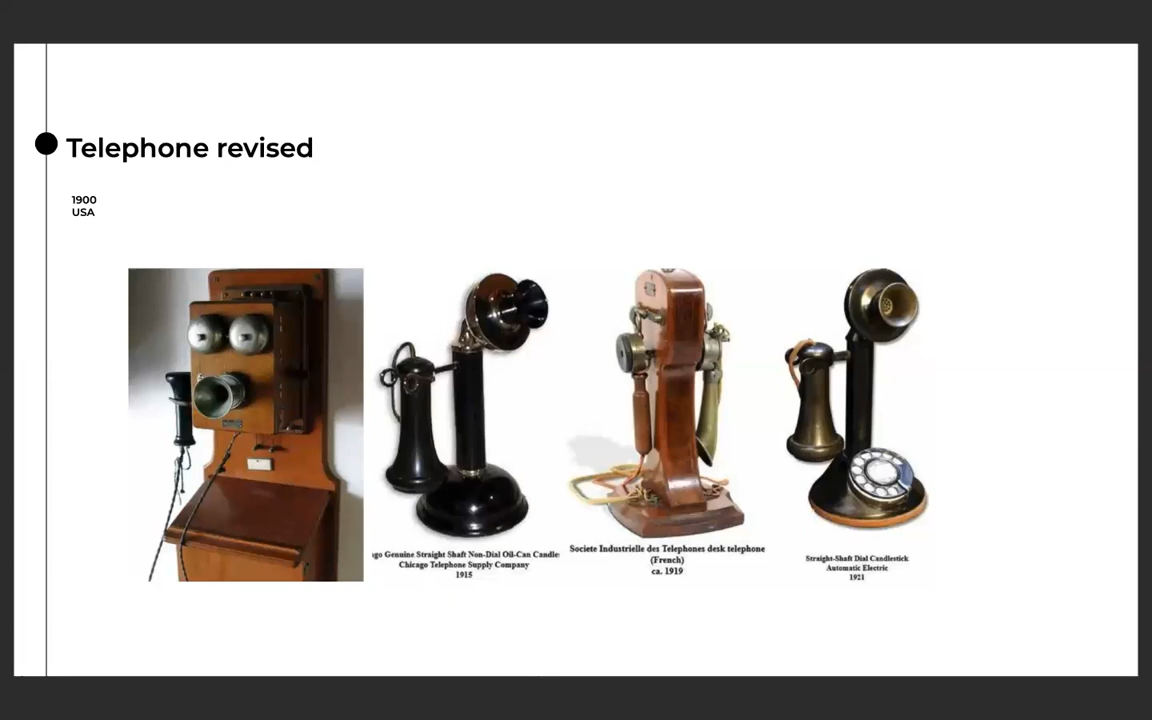 Telephone revised
1900
USA
Genuine Straight Shaft Non-Dial Oil-Can Candle
Chicago Telephone Supply Company
1915
Societe Industrielle des Telephones desk telephone
(French)
ca. 1919
Straight-Shaft Dial Candlestick
Automatic Electric
1921